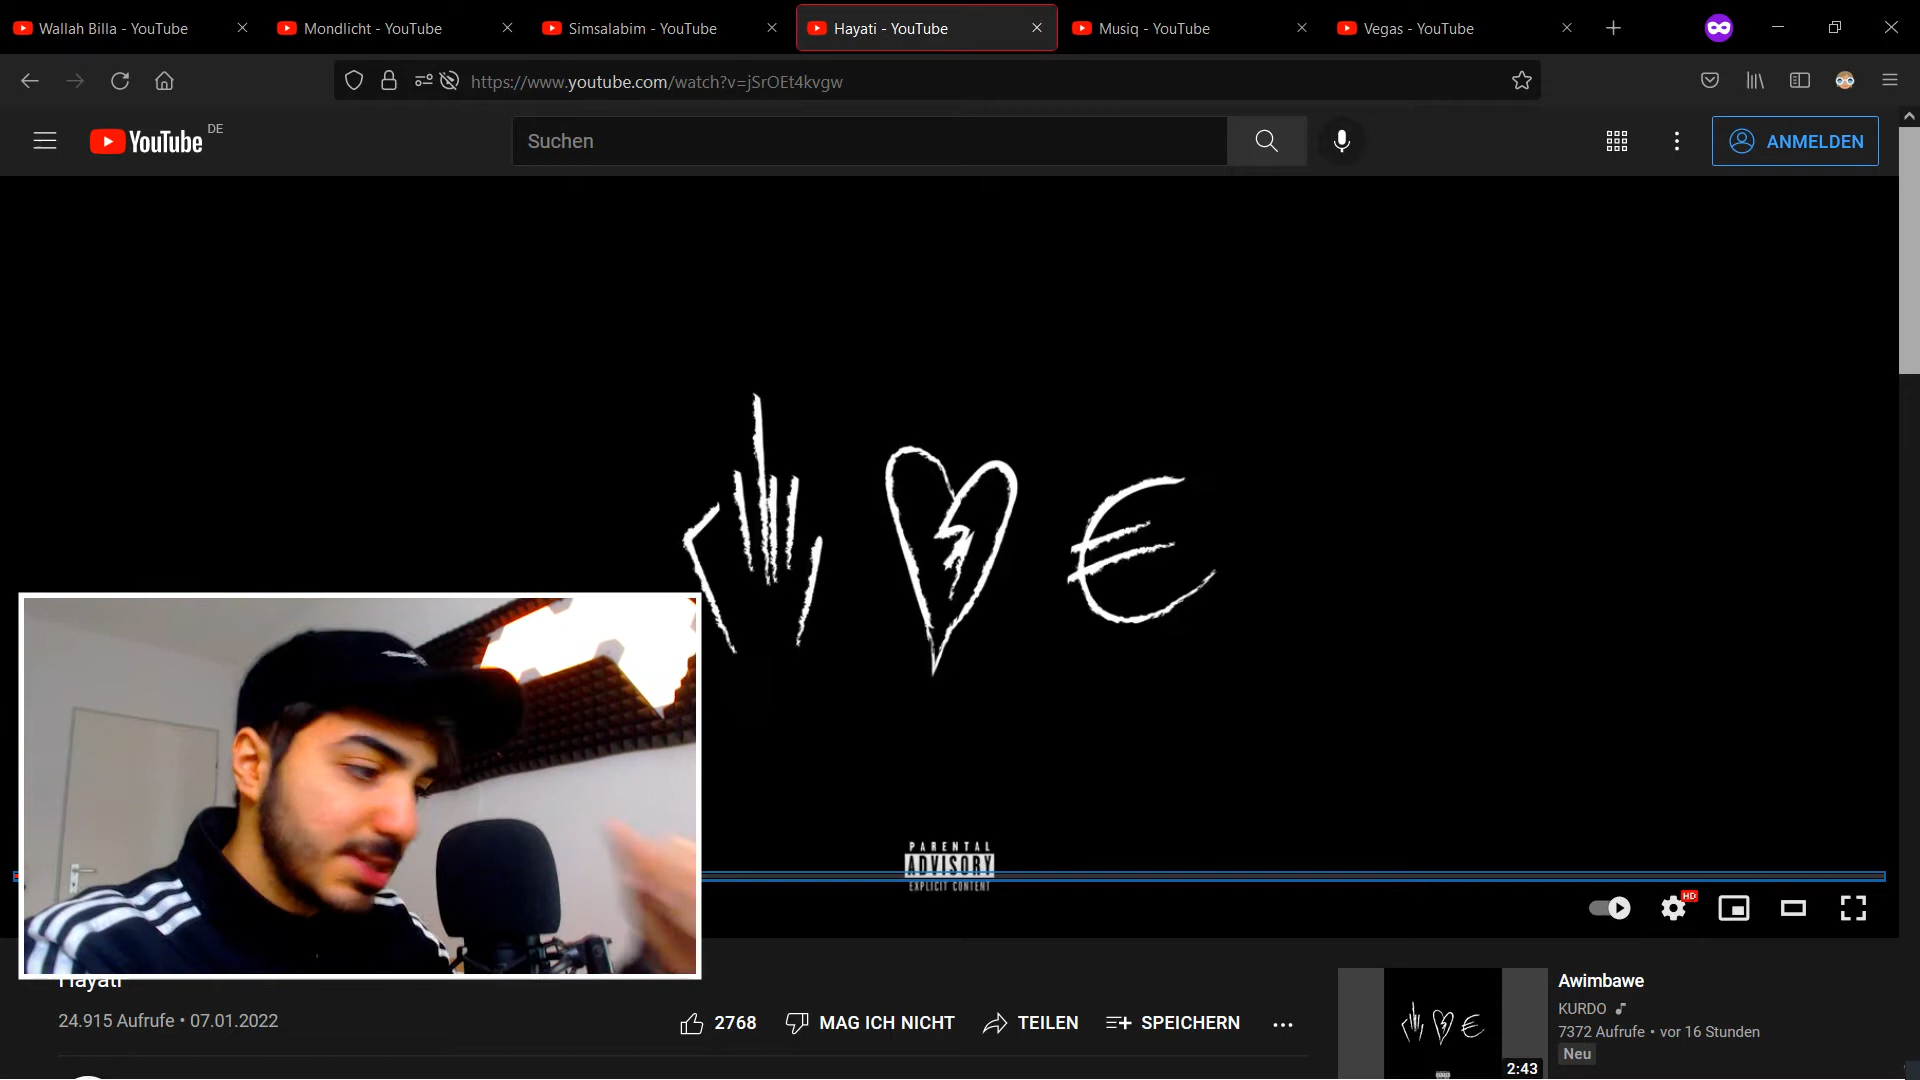 Wallah Billa - YouTube
Mondlicht - YouTube
Simsalabim - YouTube
Hayati - YouTube
Musiq - YouTube
Vegas - YouTube
https://www.youtube.com/watch?v=jSrOEt4kvgw
YouTube DE
Suchen
ANMELDEN
PARENTAL
ADVISORY
EXPLICIT CONTENT
HD
Hayati
24.915 Aufrufe • 07.01.2022
2768
MAG ICH NICHT
TEILEN
SPEICHERN
Awimbawe
KURDO
7372 Aufrufe • vor 16 Stunden
Neu
2:43